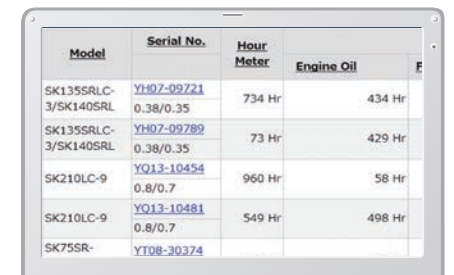 Model Serial No. Hour Meter Engine Oil
SK135SRLC-3/SK140SRL YH07-09721 734 Hr 434 Hr
0.38/0.35
SK135SRLC-3/SK140SRL YH07-09789 73 Hr 429 Hr
0.38/0.35
SK210LC-9 YQ13-10454 960 Hr 58 Hr
0.8/0.7
SK210LC-9 YQ13-10481 549 Hr 498 Hr
0.8/0.7
SK75SR- YT08-30374